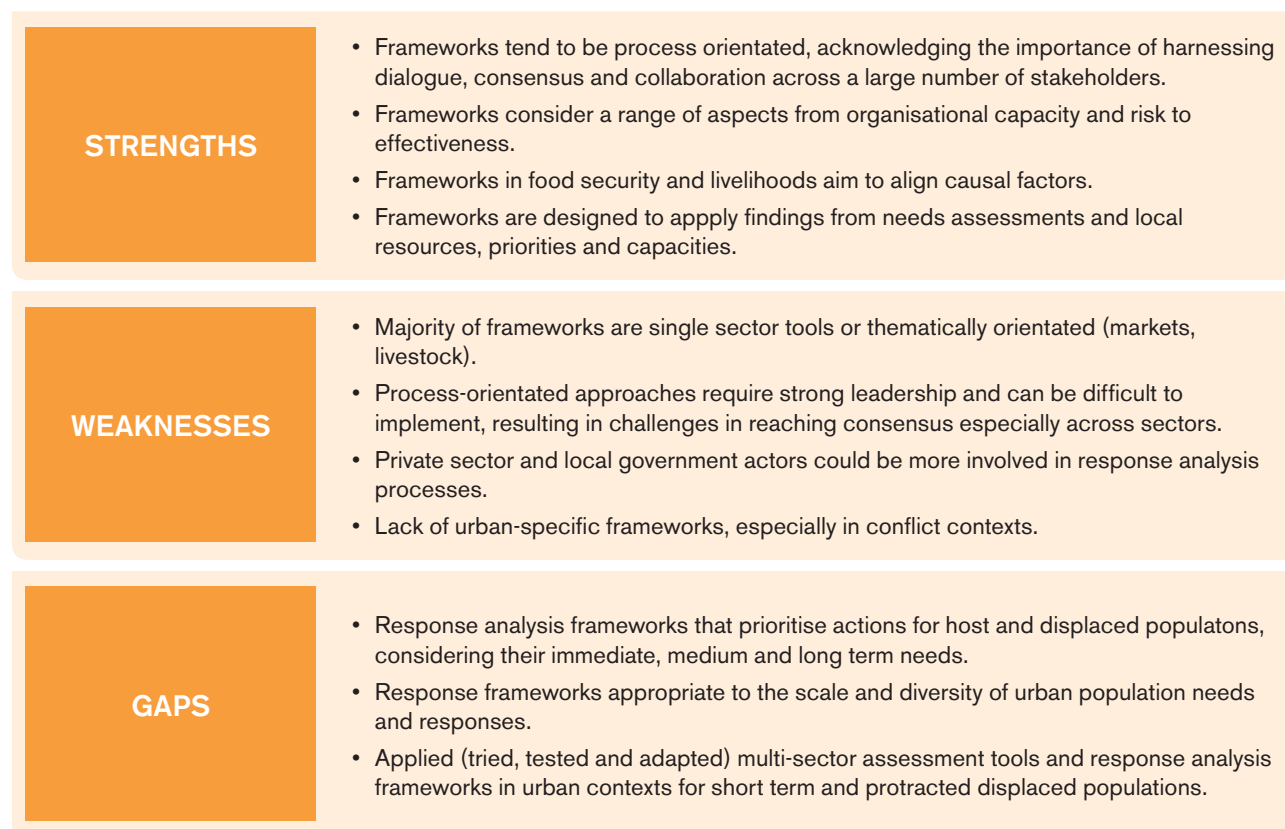 STRENGTHS
• Frameworks tend to be process orientated, acknowledging the importance of harnessing
dialogue, consensus and collaboration across a large number of stakeholders.
• Frameworks consider a range of aspects from organisational capacity and risk to
effectiveness.
• Frameworks in food security and livelihoods aim to align causal factors.
• Frameworks are designed to appply findings from needs assessments and local
resources, priorities and capacities.
WEAKNESSES
• Majority of frameworks are single sector tools or thematically orientated (markets,
livestock).
• Process-orientated approaches require strong leadership and can be difficult to
implement, resulting in challenges in reaching consensus especially across sectors.
• Private sector and local government actors could be more involved in response analysis
processes.
• Lack of urban-specific frameworks, especially in conflict contexts.
GAPS
• Response analysis frameworks that prioritise actions for host and displaced populatons,
considering their immediate, medium and long term needs.
• Response frameworks appropriate to the scale and diversity of urban population needs
and responses.
• Applied (tried, tested and adapted) multi-sector assessment tools and response analysis
frameworks in urban contexts for short term and protracted displaced populations.